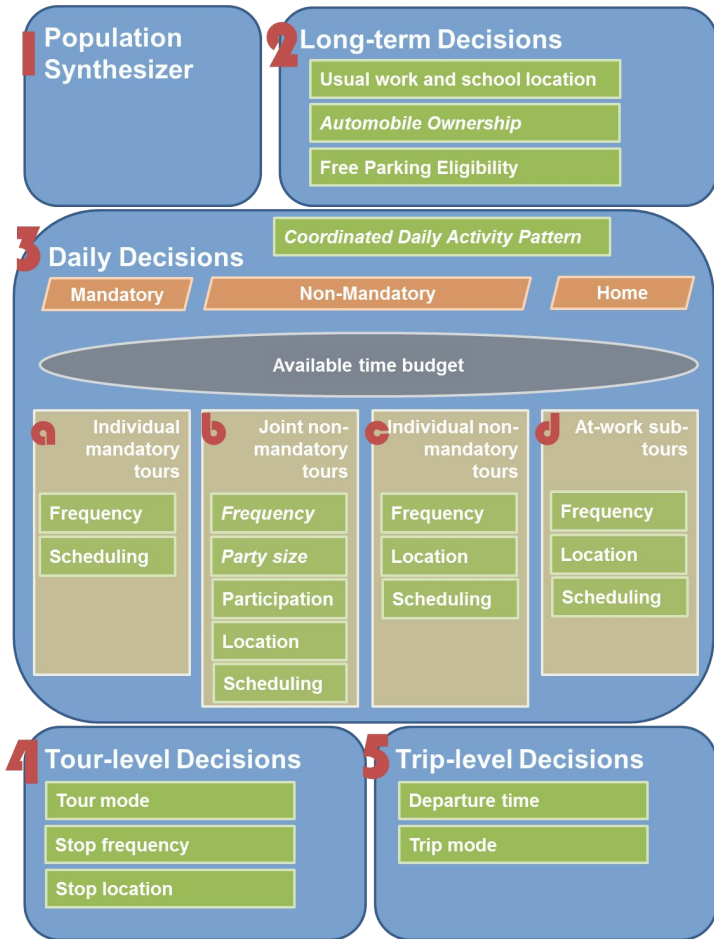 1 Population
Synthesizer
2 Long-term Decisions
Usual work and school location
Automobile Ownership
Free Parking Eligibility
3 Daily Decisions
Coordinated Daily Activity Pattern
Mandatory
Non-Mandatory
Home
Available time budget
a Individual
mandatory
tours
Frequency
Scheduling
b Joint non-
mandatory
tours
Frequency
Party size
Participation
Location
Scheduling
c Individual non-
mandatory tours
Frequency
Location
Scheduling
d At-work sub-
tours
Frequency
Location
Scheduling
4 Tour-level Decisions
Tour mode
Stop frequency
Stop location
5 Trip-level Decisions
Departure time
Trip mode